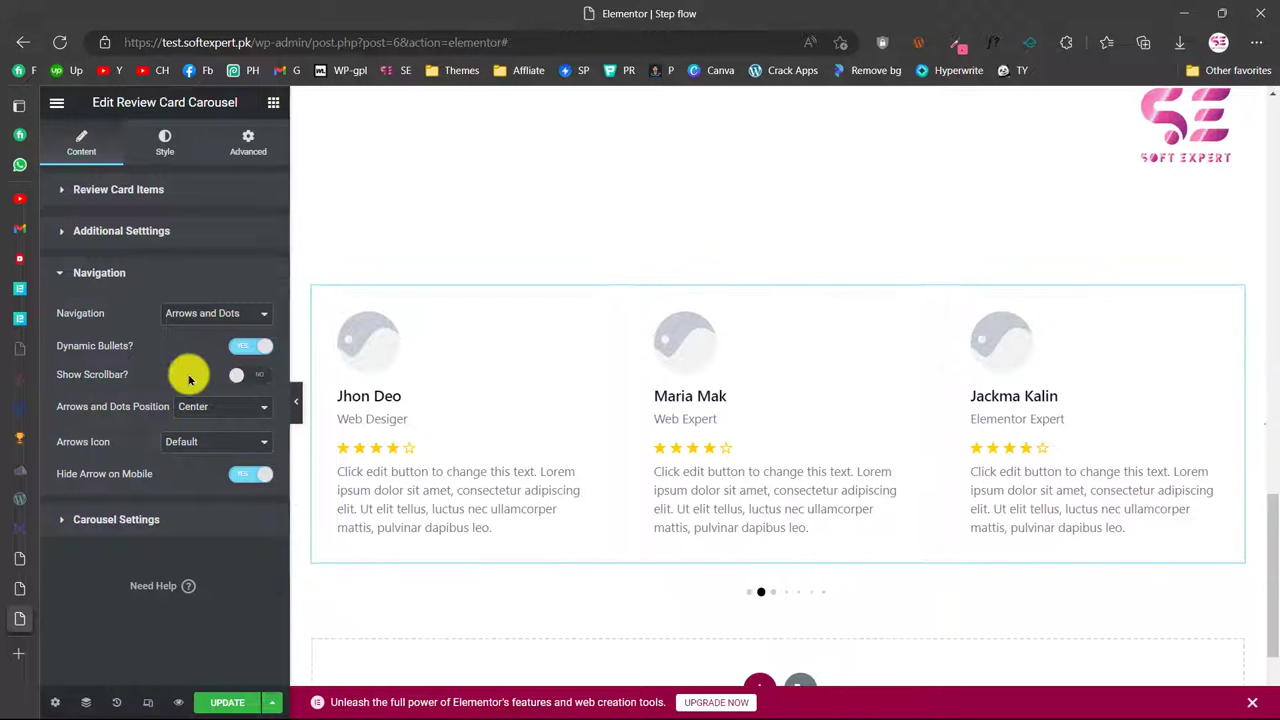 Elementor | Step flow
https://test.softexpert.pk/wp-admin/post.php?post=6&action=elementor#
F Up Y CH Fb PH G WP-gpl SE Themes Affliate SP PR P Canva Crack Apps Remove bg Hyperwrite TY Other favorites
Edit Review Card Carousel
Content Style Advanced
Review Card Items
Additional Setttings
Navigation
Navigation Arrows and Dots
Dynamic Bullets? YES
Show Scrollbar? NO
Arrows and Dots Position Center
Arrows Icon Default
Hide Arrow on Mobile YES
Carousel Settings
Need Help ?
UPDATE
SE
SOFT EXPERT
Jhon Deo
Web Desiger
Click edit button to change this text. Lorem
ipsum dolor sit amet, consectetur adipiscing
elit. Ut elit tellus, luctus nec ullamcorper
mattis, pulvinar dapibus leo.
Maria Mak
Web Expert
Click edit button to change this text. Lorem
ipsum dolor sit amet, consectetur adipiscing
elit. Ut elit tellus, luctus nec ullamcorper
mattis, pulvinar dapibus leo.
Jackma Kalin
Elementor Expert
Click edit button to change this text. Lorem
ipsum dolor sit amet, consectetur adipiscing
elit. Ut elit tellus, luctus nec ullamcorper
mattis, pulvinar dapibus leo.
Unleash the full power of Elementor's features and web creation tools. UPGRADE NOW